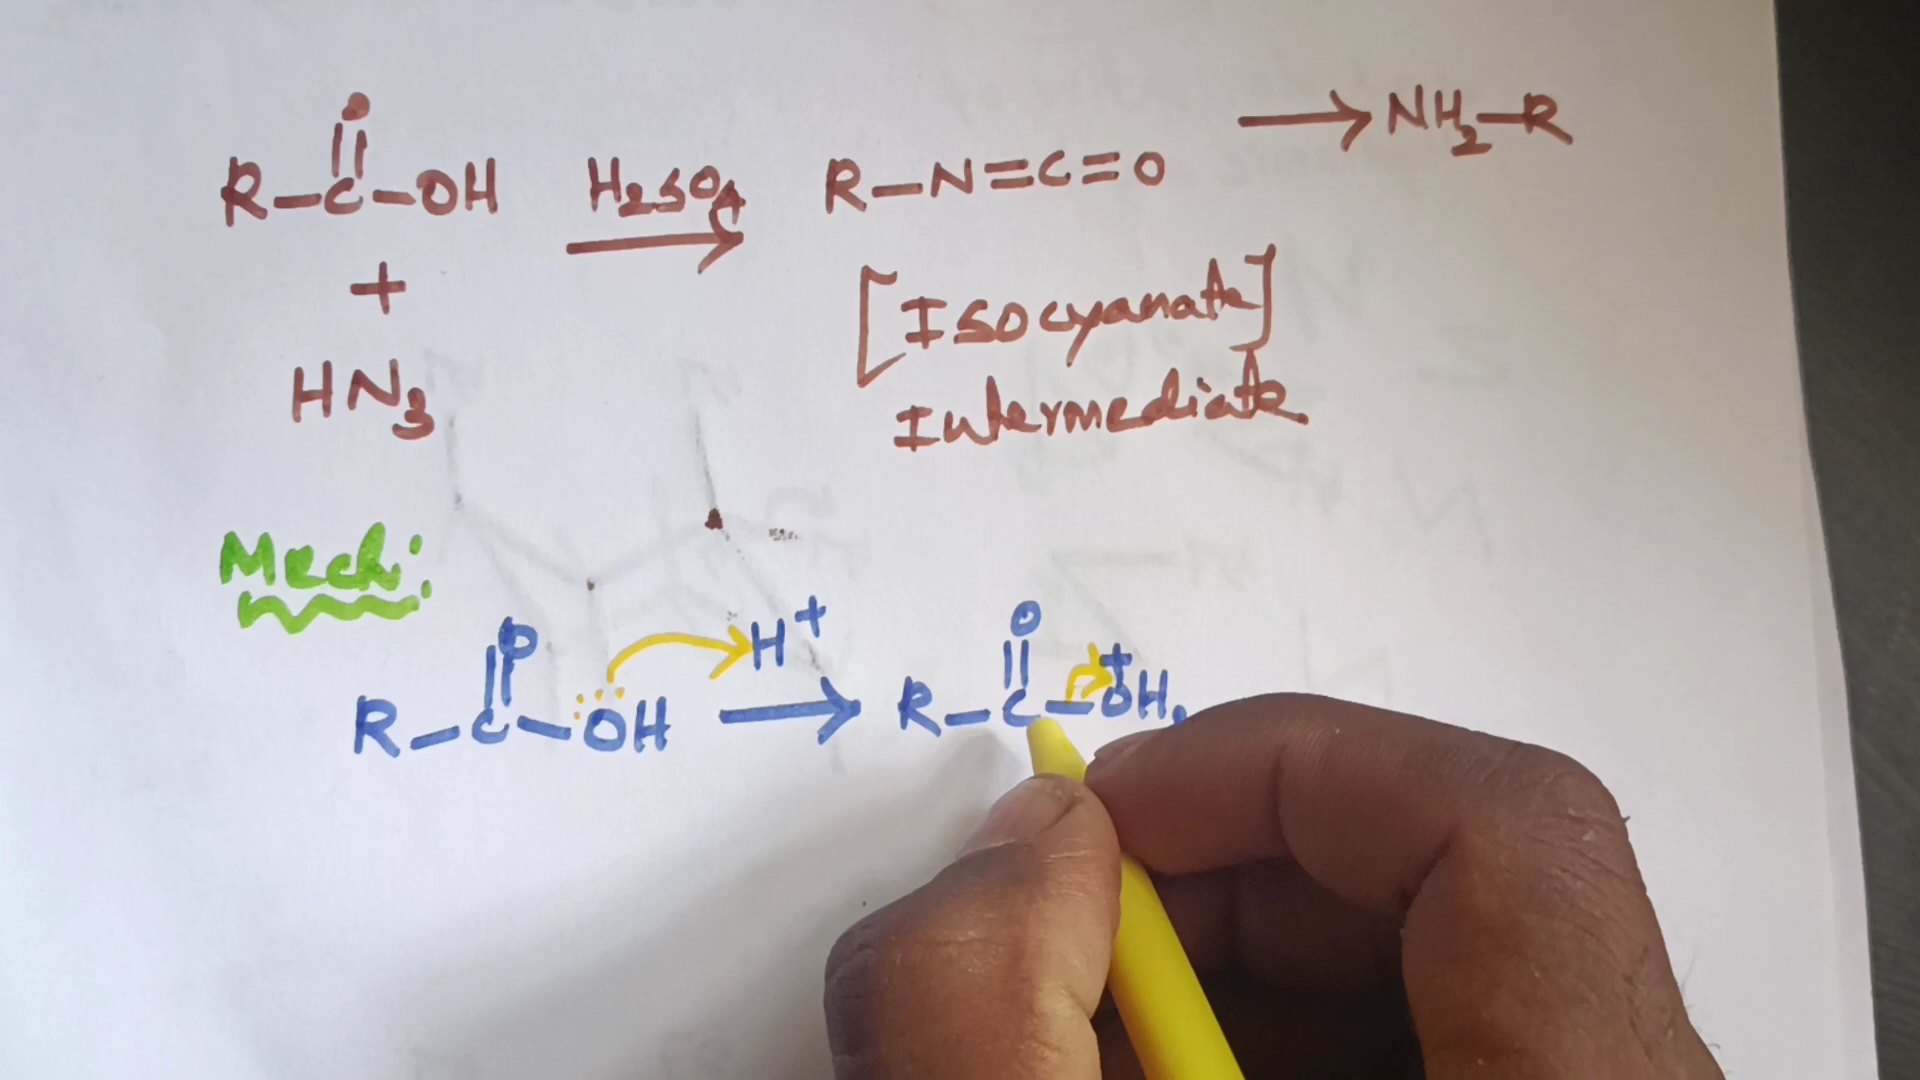 O
R-C-OH H₂SO₄ R-N=C=O → NH₂-R
+
HN₃
[Isocyanate]
Intermediate
Mech:
O H⁺ O
R-C-OH → R-C-⁺OH₂